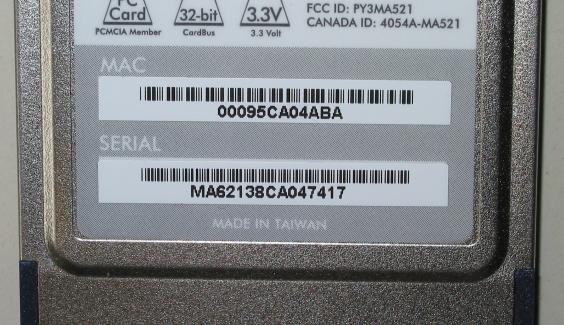 PC
Card
PCMCIA Member
32-bit
CardBus
3.3V
3.3 Volt
FCC ID: PY3MA521
CANADA ID: 4054A-MA521
MAC
00095CA04ABA
SERIAL
MA62138CA047417
MADE IN TAIWAN